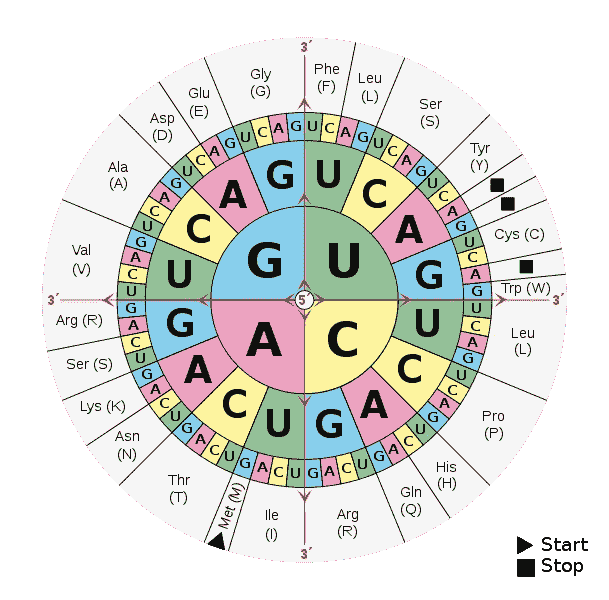 3´
Phe
(F)
Leu
(L)
Ser
(S)
Tyr
(Y)
Cys (C)
Trp (W)
3´
Leu
(L)
Pro
(P)
His
(H)
Gln
(Q)
Arg
(R)
3´
Ile
(I)
Met (M)
Thr
(T)
Asn
(N)
Lys (K)
Ser (S)
Arg (R)
3´
Val
(V)
Ala
(A)
Asp
(D)
Glu
(E)
Gly
(G)
U C A G U C A G U C A G U C A G
U C A G U C A G U C A G U C A G
U C A G U C A G U C A G U C A G
U C A G U C A G U C A G U C A G
U C A G
U C A G
U C A G
U C A G
U C A G
5´
Start
Stop